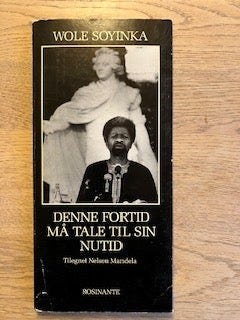 WOLE SOYINKA
DENNE FORTID
MÅ TALE TIL SIN
NUTID
Tilegnet Nelson Mandela
ROSINANTE